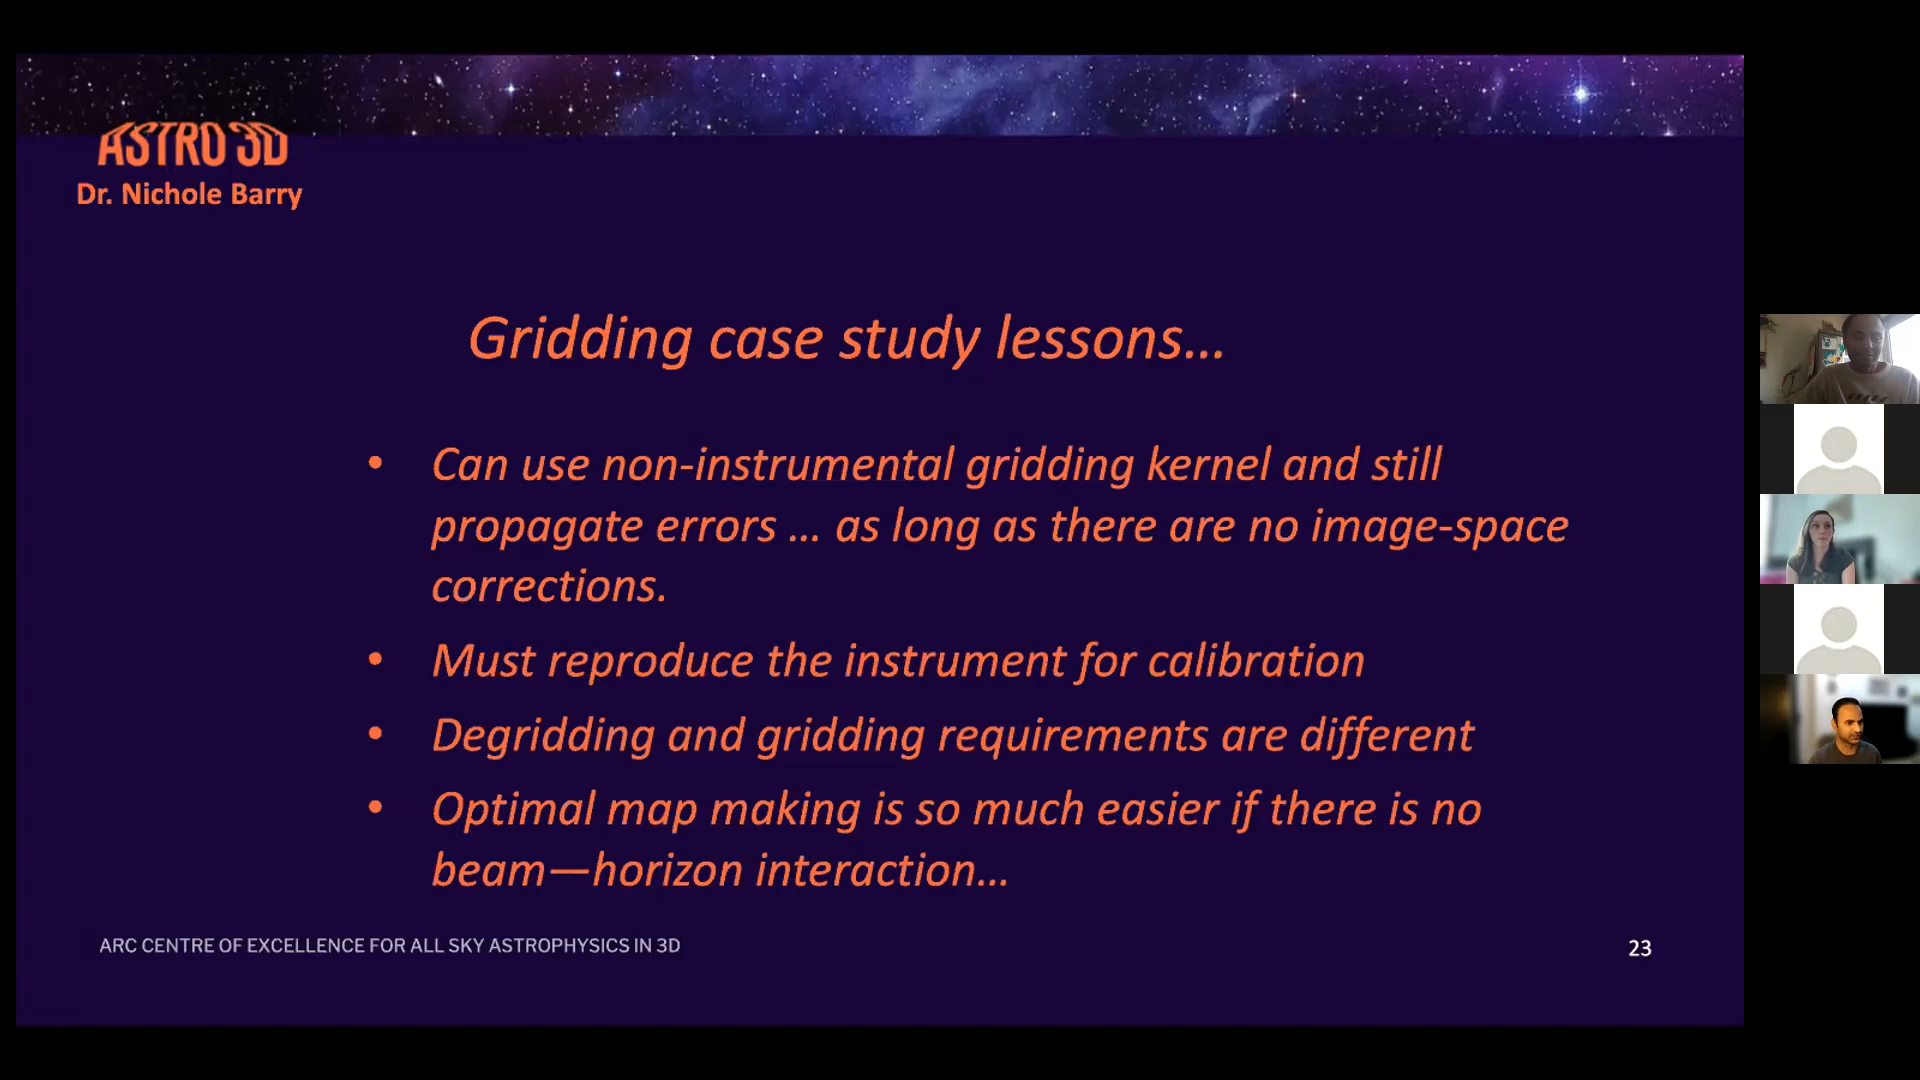 ASTRO 3D
Dr. Nichole Barry
Gridding case study lessons...
• Can use non-instrumental gridding kernel and still
propagate errors ... as long as there are no image-space
corrections.
• Must reproduce the instrument for calibration
• Degridding and gridding requirements are different
• Optimal map making is so much easier if there is no
beam—horizon interaction...
ARC CENTRE OF EXCELLENCE FOR ALL SKY ASTROPHYSICS IN 3D
23